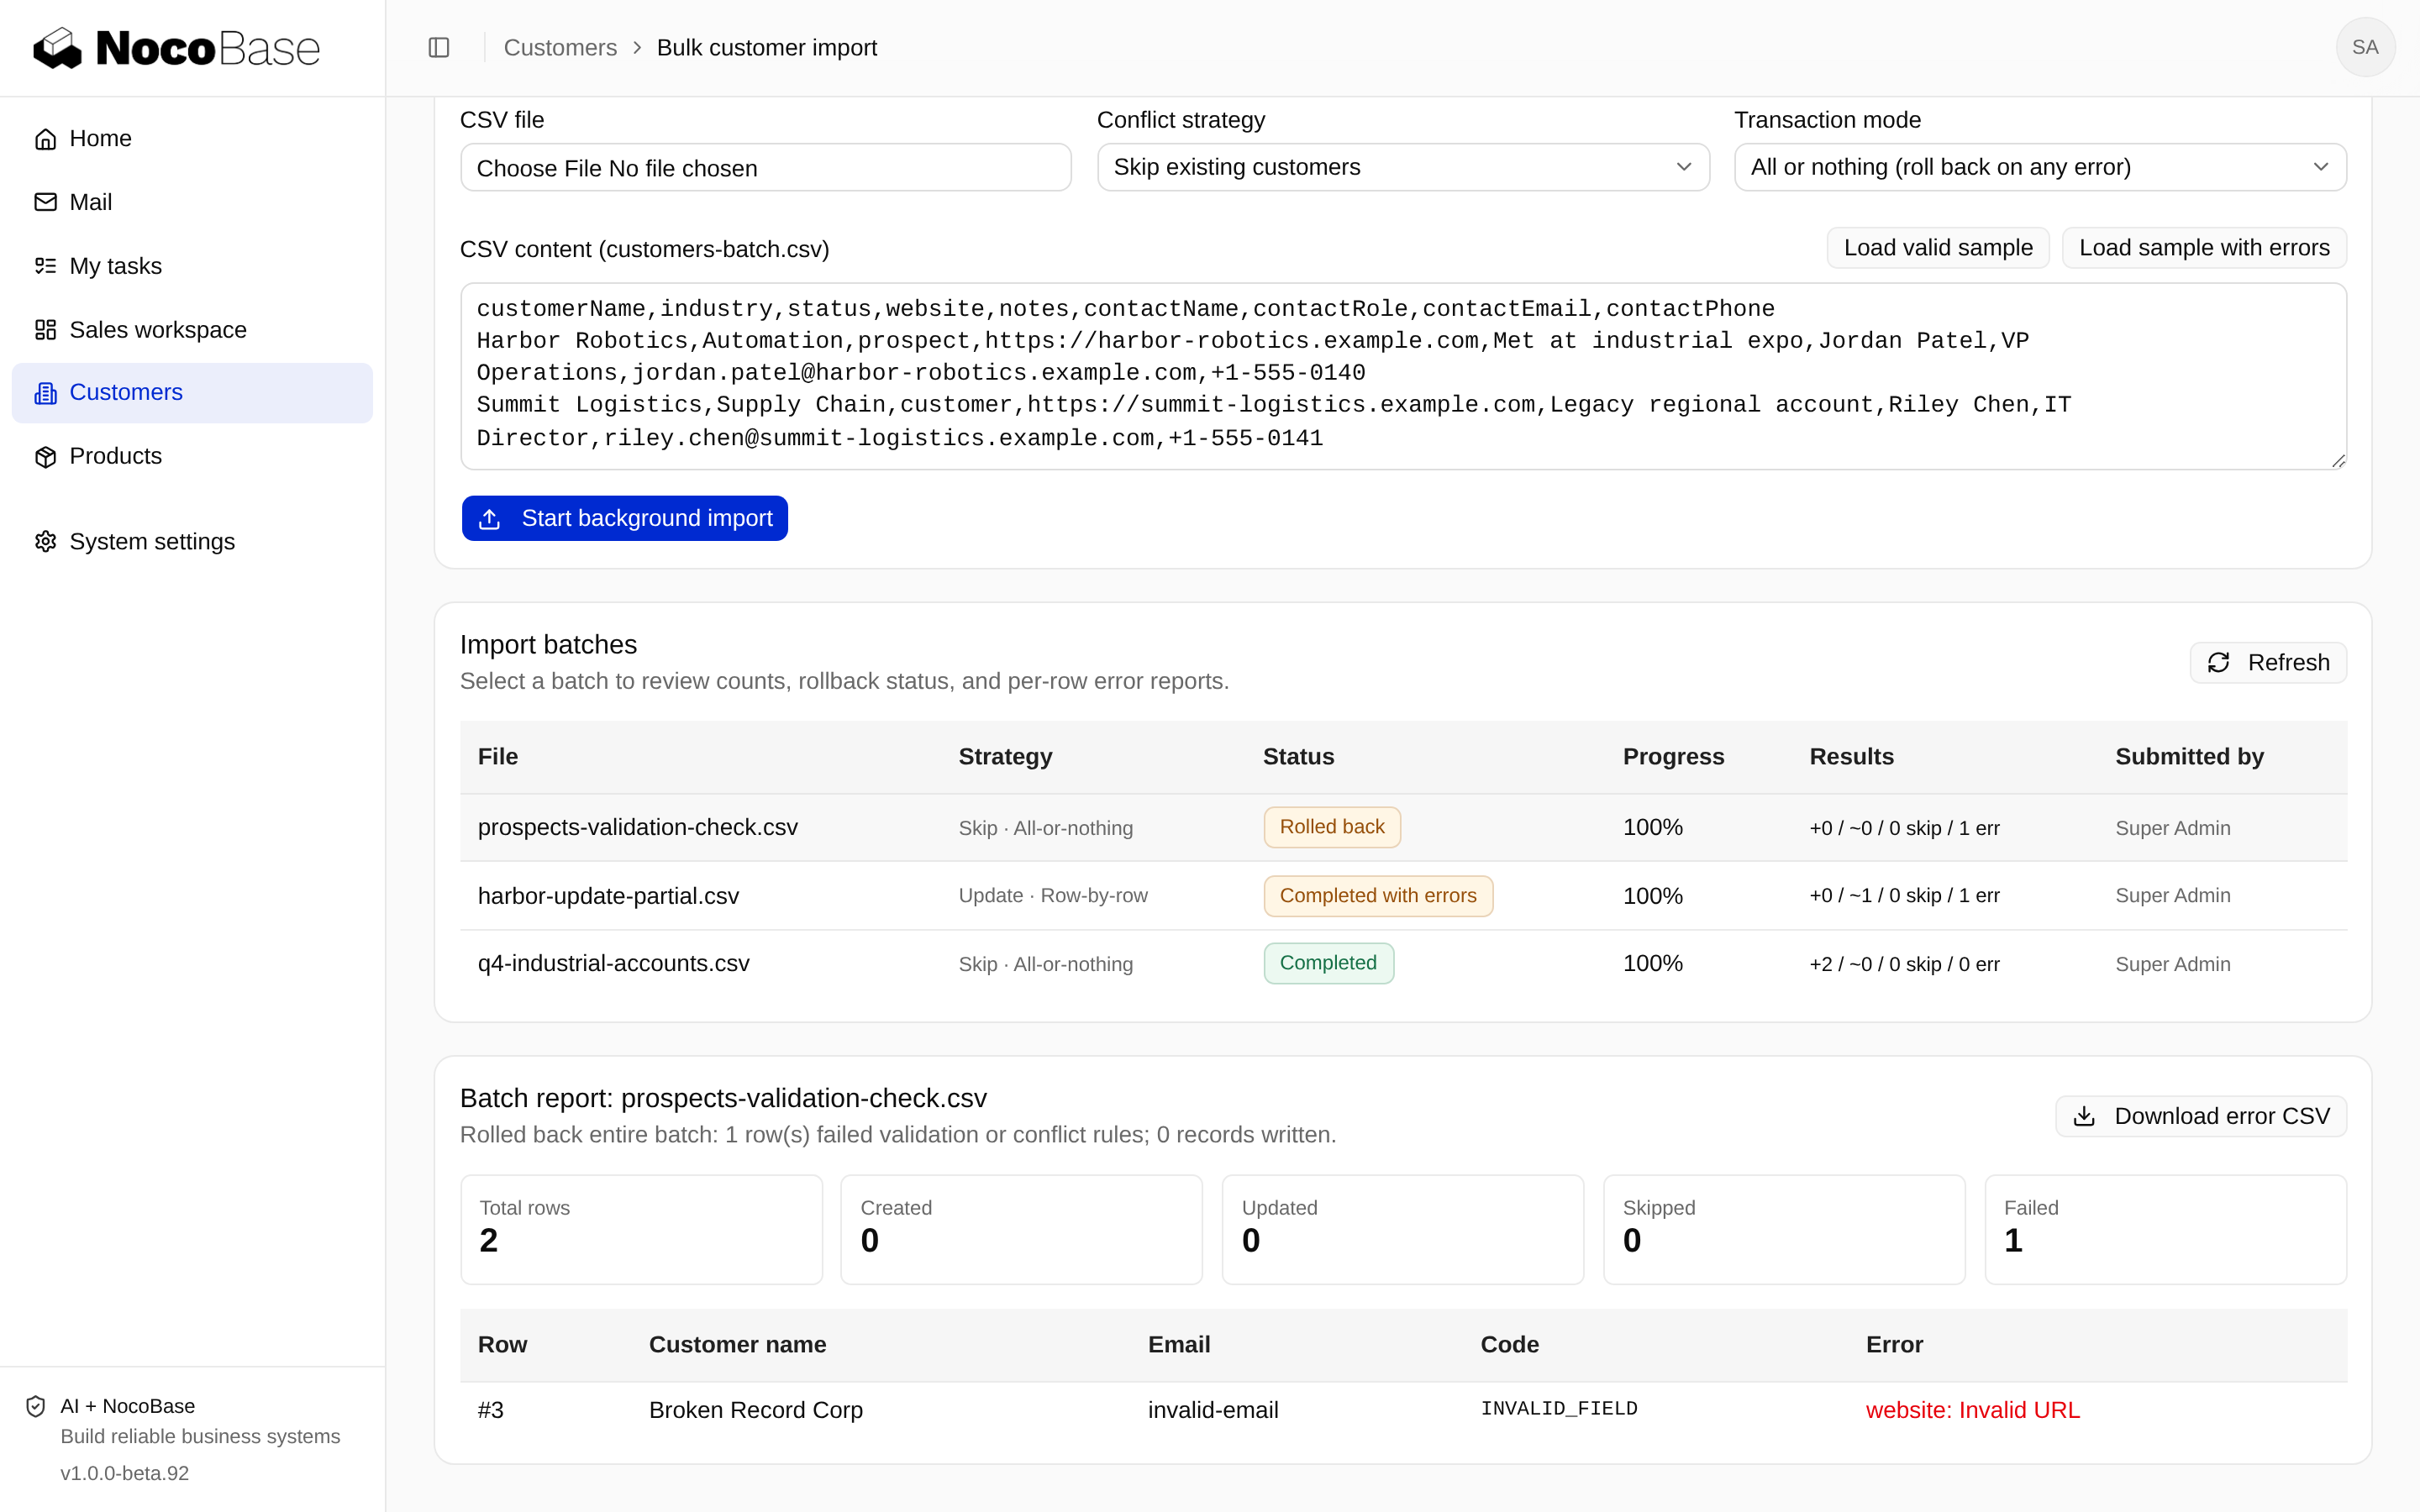 NocoBase
Customers > Bulk customer import
SA
Home
Mail
My tasks
Sales workspace
Customers
Products
System settings
CSV file
Conflict strategy
Transaction mode
Choose File No file chosen
Skip existing customers
All or nothing (roll back on any error)
CSV content (customers-batch.csv)
Load valid sample
Load sample with errors
customerName,industry,status,website,notes,contactName,contactRole,contactEmail,contactPhone
Harbor Robotics,Automation,prospect,https://harbor-robotics.example.com,Met at industrial expo,Jordan Patel,VP
Operations,jordan.patel@harbor-robotics.example.com,+1-555-0140
Summit Logistics,Supply Chain,customer,https://summit-logistics.example.com,Legacy regional account,Riley Chen,IT
Director,riley.chen@summit-logistics.example.com,+1-555-0141
Start background import
Import batches
Select a batch to review counts, rollback status, and per-row error reports.
Refresh
File Strategy Status Progress Results Submitted by
prospects-validation-check.csv Skip · All-or-nothing Rolled back 100% +0 / ~0 / 0 skip / 1 err Super Admin
harbor-update-partial.csv Update · Row-by-row Completed with errors 100% +0 / ~1 / 0 skip / 1 err Super Admin
q4-industrial-accounts.csv Skip · All-or-nothing Completed 100% +2 / ~0 / 0 skip / 0 err Super Admin
Batch report: prospects-validation-check.csv
Rolled back entire batch: 1 row(s) failed validation or conflict rules; 0 records written.
Download error CSV
Total rows Created Updated Skipped Failed
2 0 0 0 1
Row Customer name Email Code Error
#3 Broken Record Corp invalid-email INVALID_FIELD website: Invalid URL
AI + NocoBase
Build reliable business systems
v1.0.0-beta.92